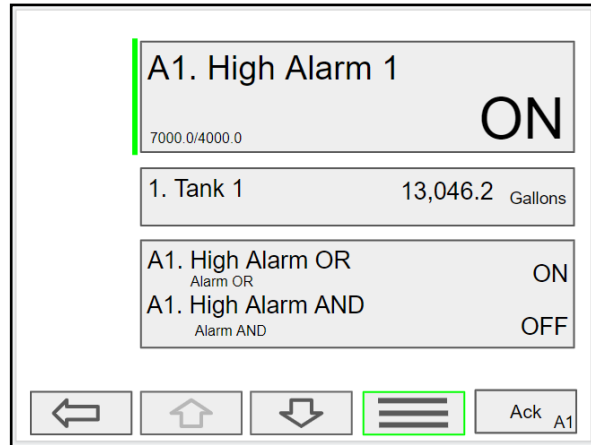 A1. High Alarm 1
ON
7000.0/4000.0
1. Tank 1 13,046.2 Gallons
A1. High Alarm OR
Alarm OR
ON
A1. High Alarm AND
Alarm AND
OFF
Ack A1